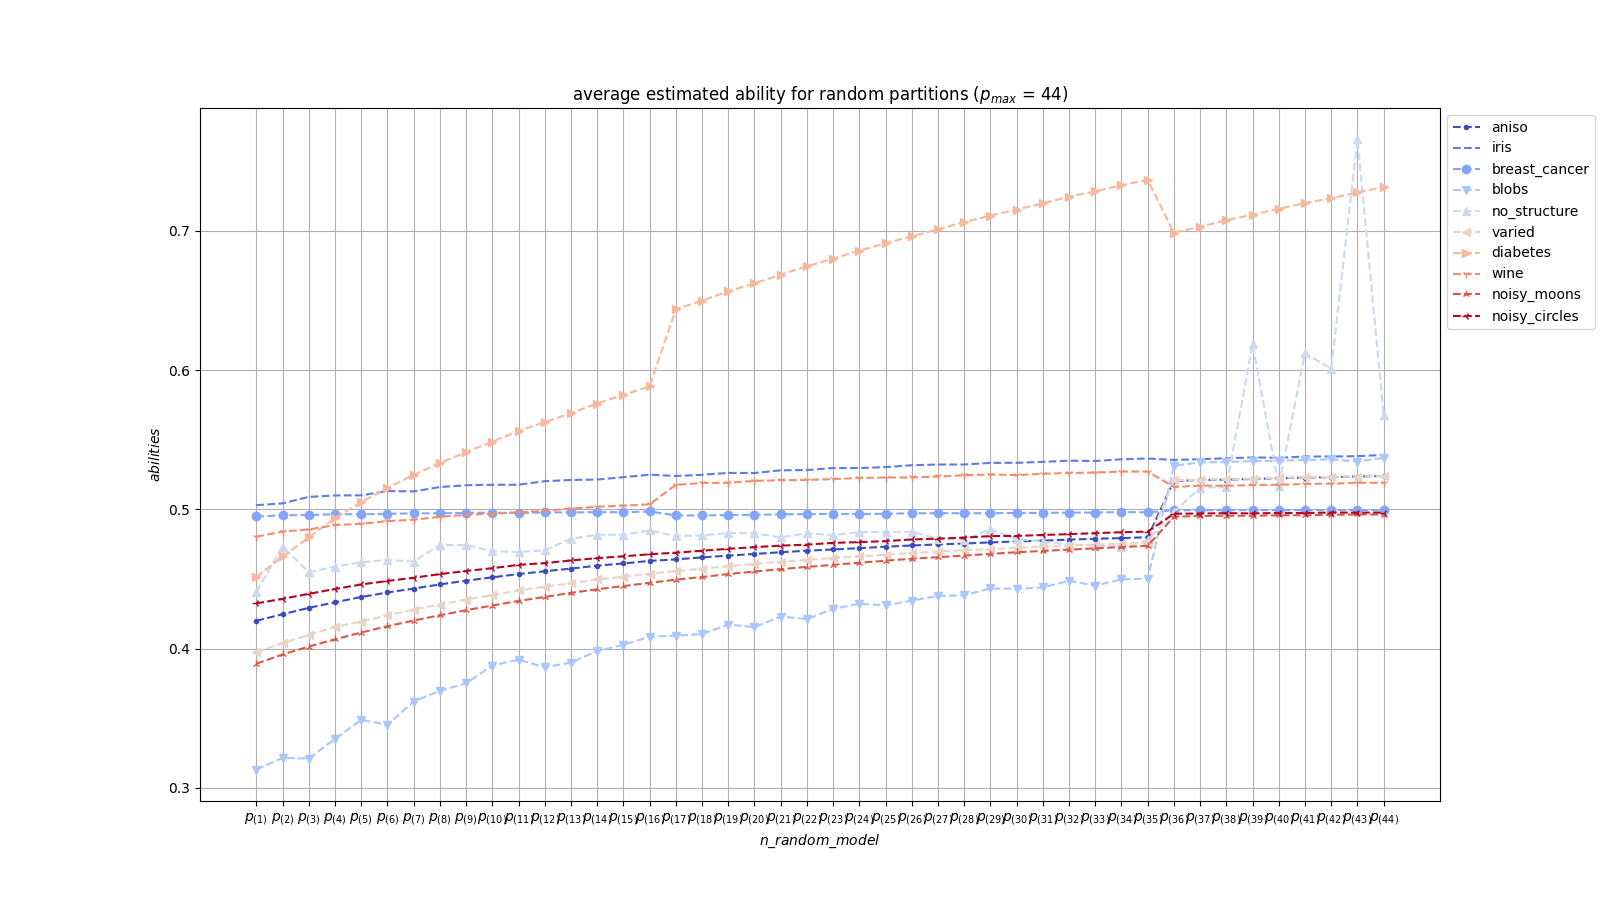 average estimated ability for random partitions (p_max = 44)
abilities
0.7
0.6
0.5
0.4
0.3
p(1) p(2) p(3) p(4) p(5) p(6) p(7) p(8) p(9) p(10) p(11) p(12) p(13) p(14) p(15) p(16) p(17) p(18) p(19) p(20) p(21) p(22) p(23) p(24) p(25) p(26) p(27) p(28) p(29) p(30) p(31) p(32) p(33) p(34) p(35) p(36) p(37) p(38) p(39) p(40) p(41) p(42) p(43) p(44)
n_random_model
aniso
iris
breast_cancer
blobs
no_structure
varied
diabetes
wine
noisy_moons
noisy_circles